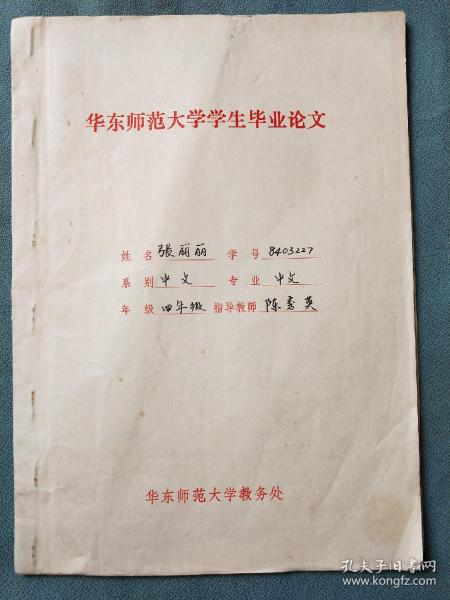 华东师范大学学生毕业论文
姓名 張丽丽 学号 8403227
系别 中文 专业 中文
年级 四年级 指导教师 陈秀英
华东师范大学教务处
孔夫子旧书网
www.kongfz.com